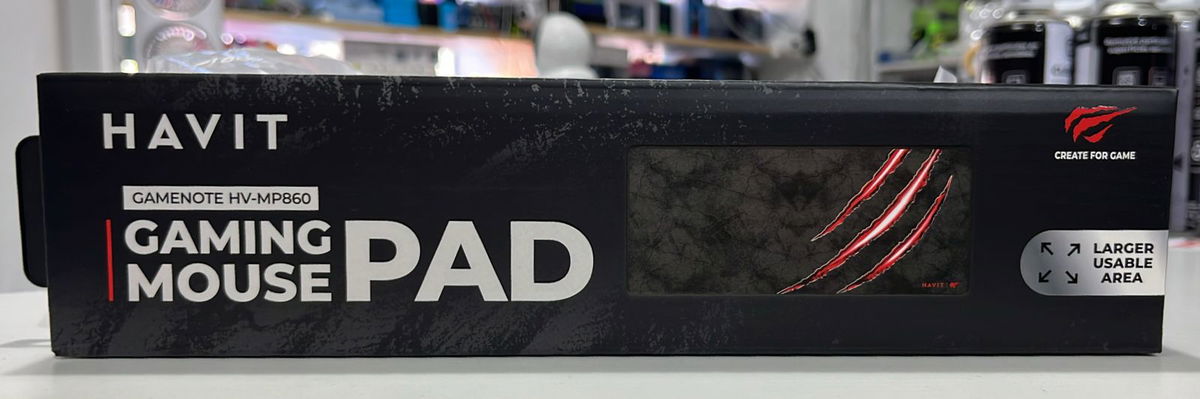 HAVIT
GAMENOTE HV-MP860
GAMING
MOUSE
PAD
HAVIT
CREATE FOR GAME
LARGER
USABLE
AREA